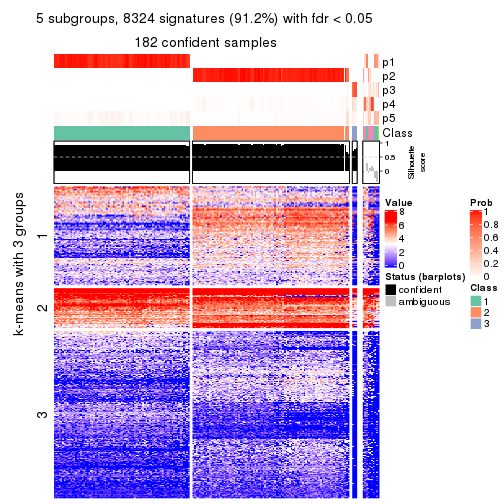 5 subgroups, 8324 signatures (91.2%) with fdr < 0.05
182 confident samples
p1
p2
p3
p4
p5
Class
1
0.5
0
Silhouette
score
k-means with 3 groups
1
2
3
Value
8
6
4
2
0
Status (barplots)
confident
ambiguous
Prob
1
0.8
0.6
0.4
0.2
0
Class
1
2
3